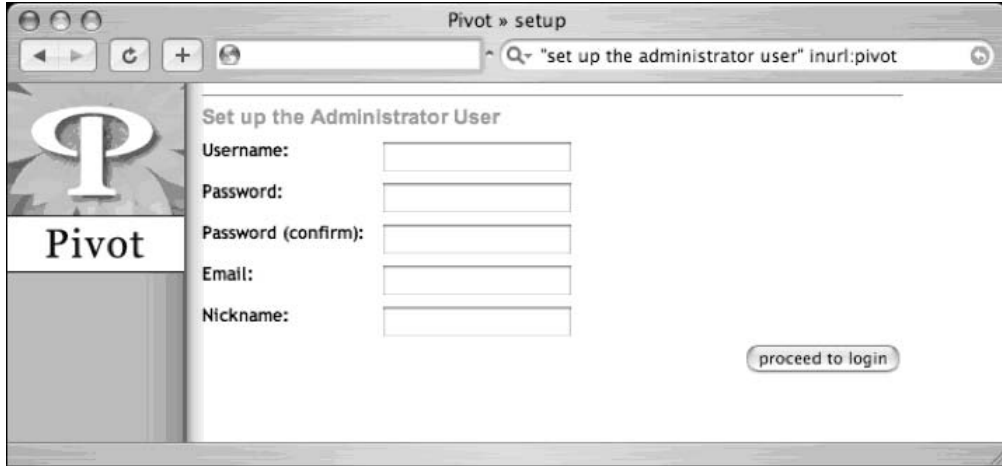 Pivot » setup
"set up the administrator user" inurl:pivot
Set up the Administrator User
Username:
Password:
Password (confirm):
Pivot
Email:
Nickname:
proceed to login